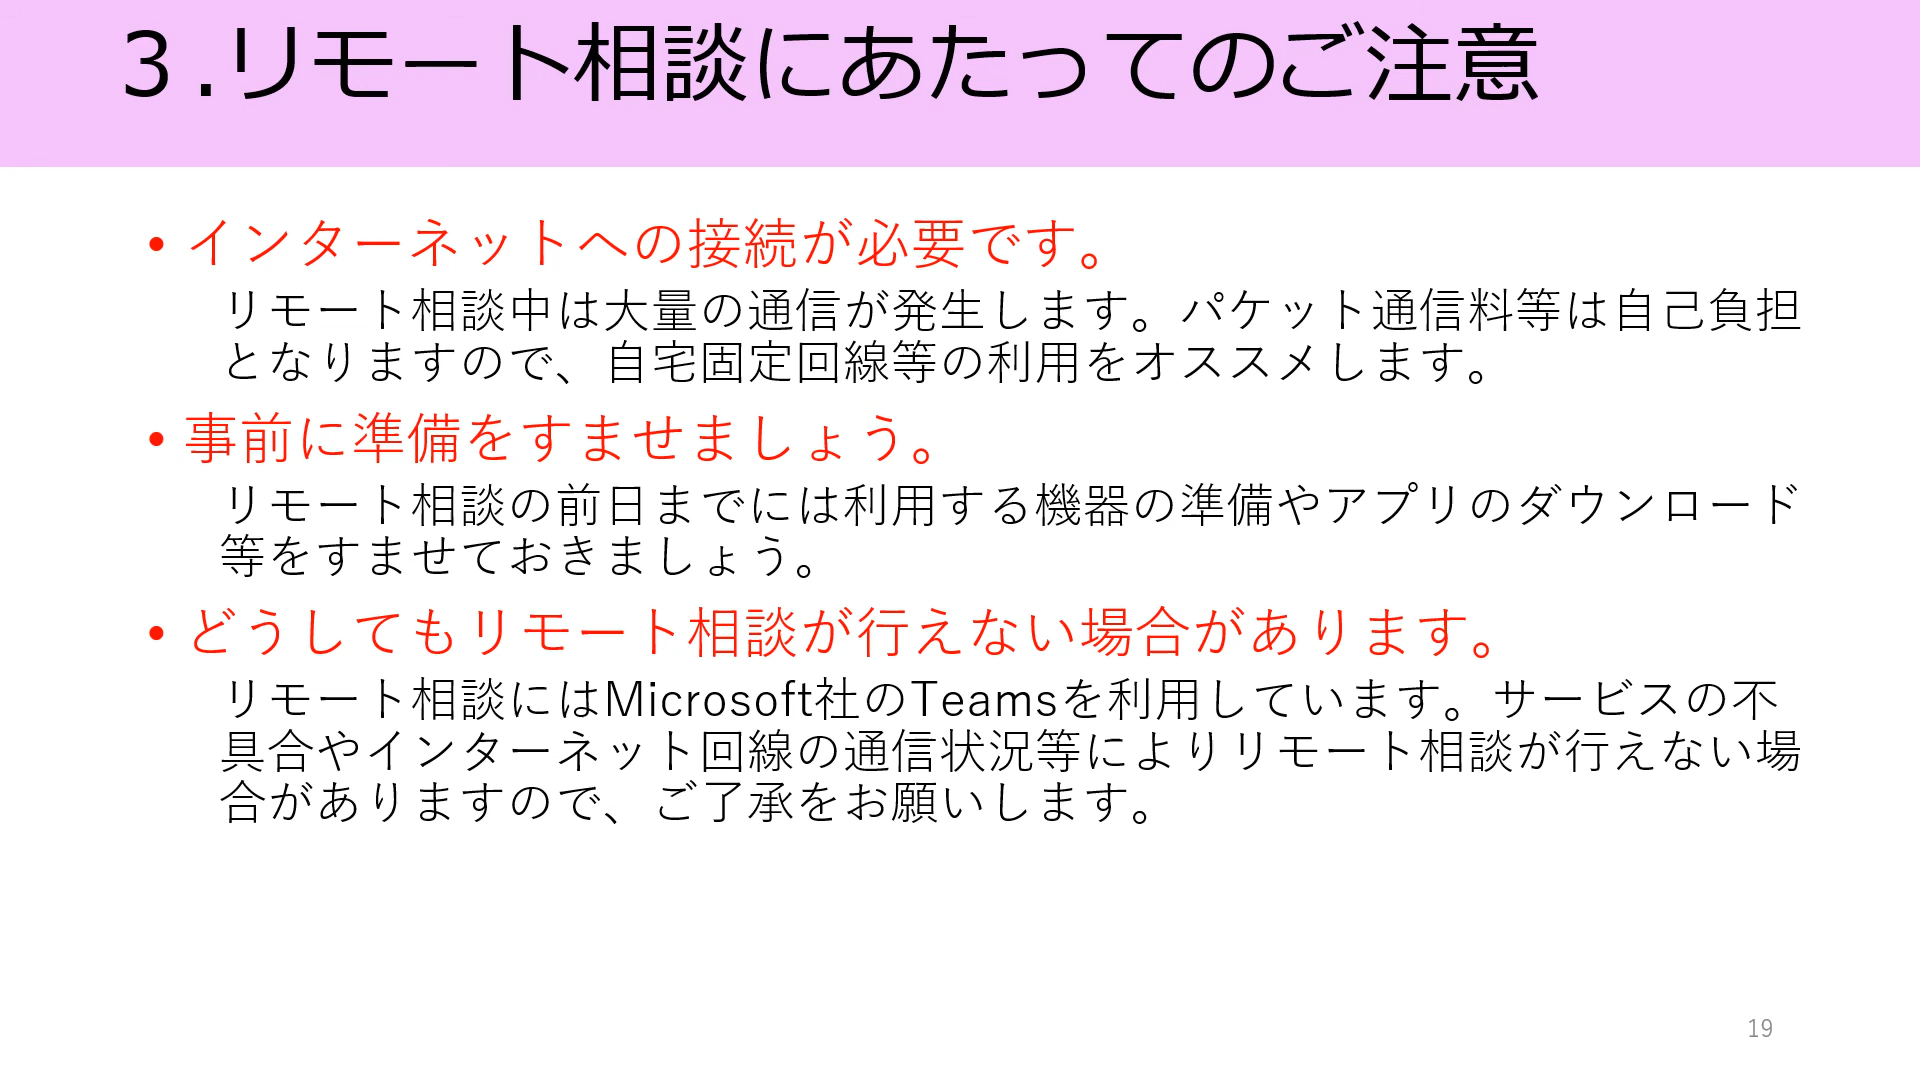 3.リモート相談にあたってのご注意
• インターネットへの接続が必要です。
リモート相談中は大量の通信が発生します。パケット通信料等は自己負担
となりますので、自宅固定回線等の利用をオススメします。
• 事前に準備をすませましょう。
リモート相談の前日までには利用する機器の準備やアプリのダウンロード
等をすませておきましょう。
• どうしてもリモート相談が行えない場合があります。
リモート相談にはMicrosoft社のTeamsを利用しています。サービスの不
具合やインターネット回線の通信状況等によりリモート相談が行えない場
合がありますので、ご了承をお願いします。
19